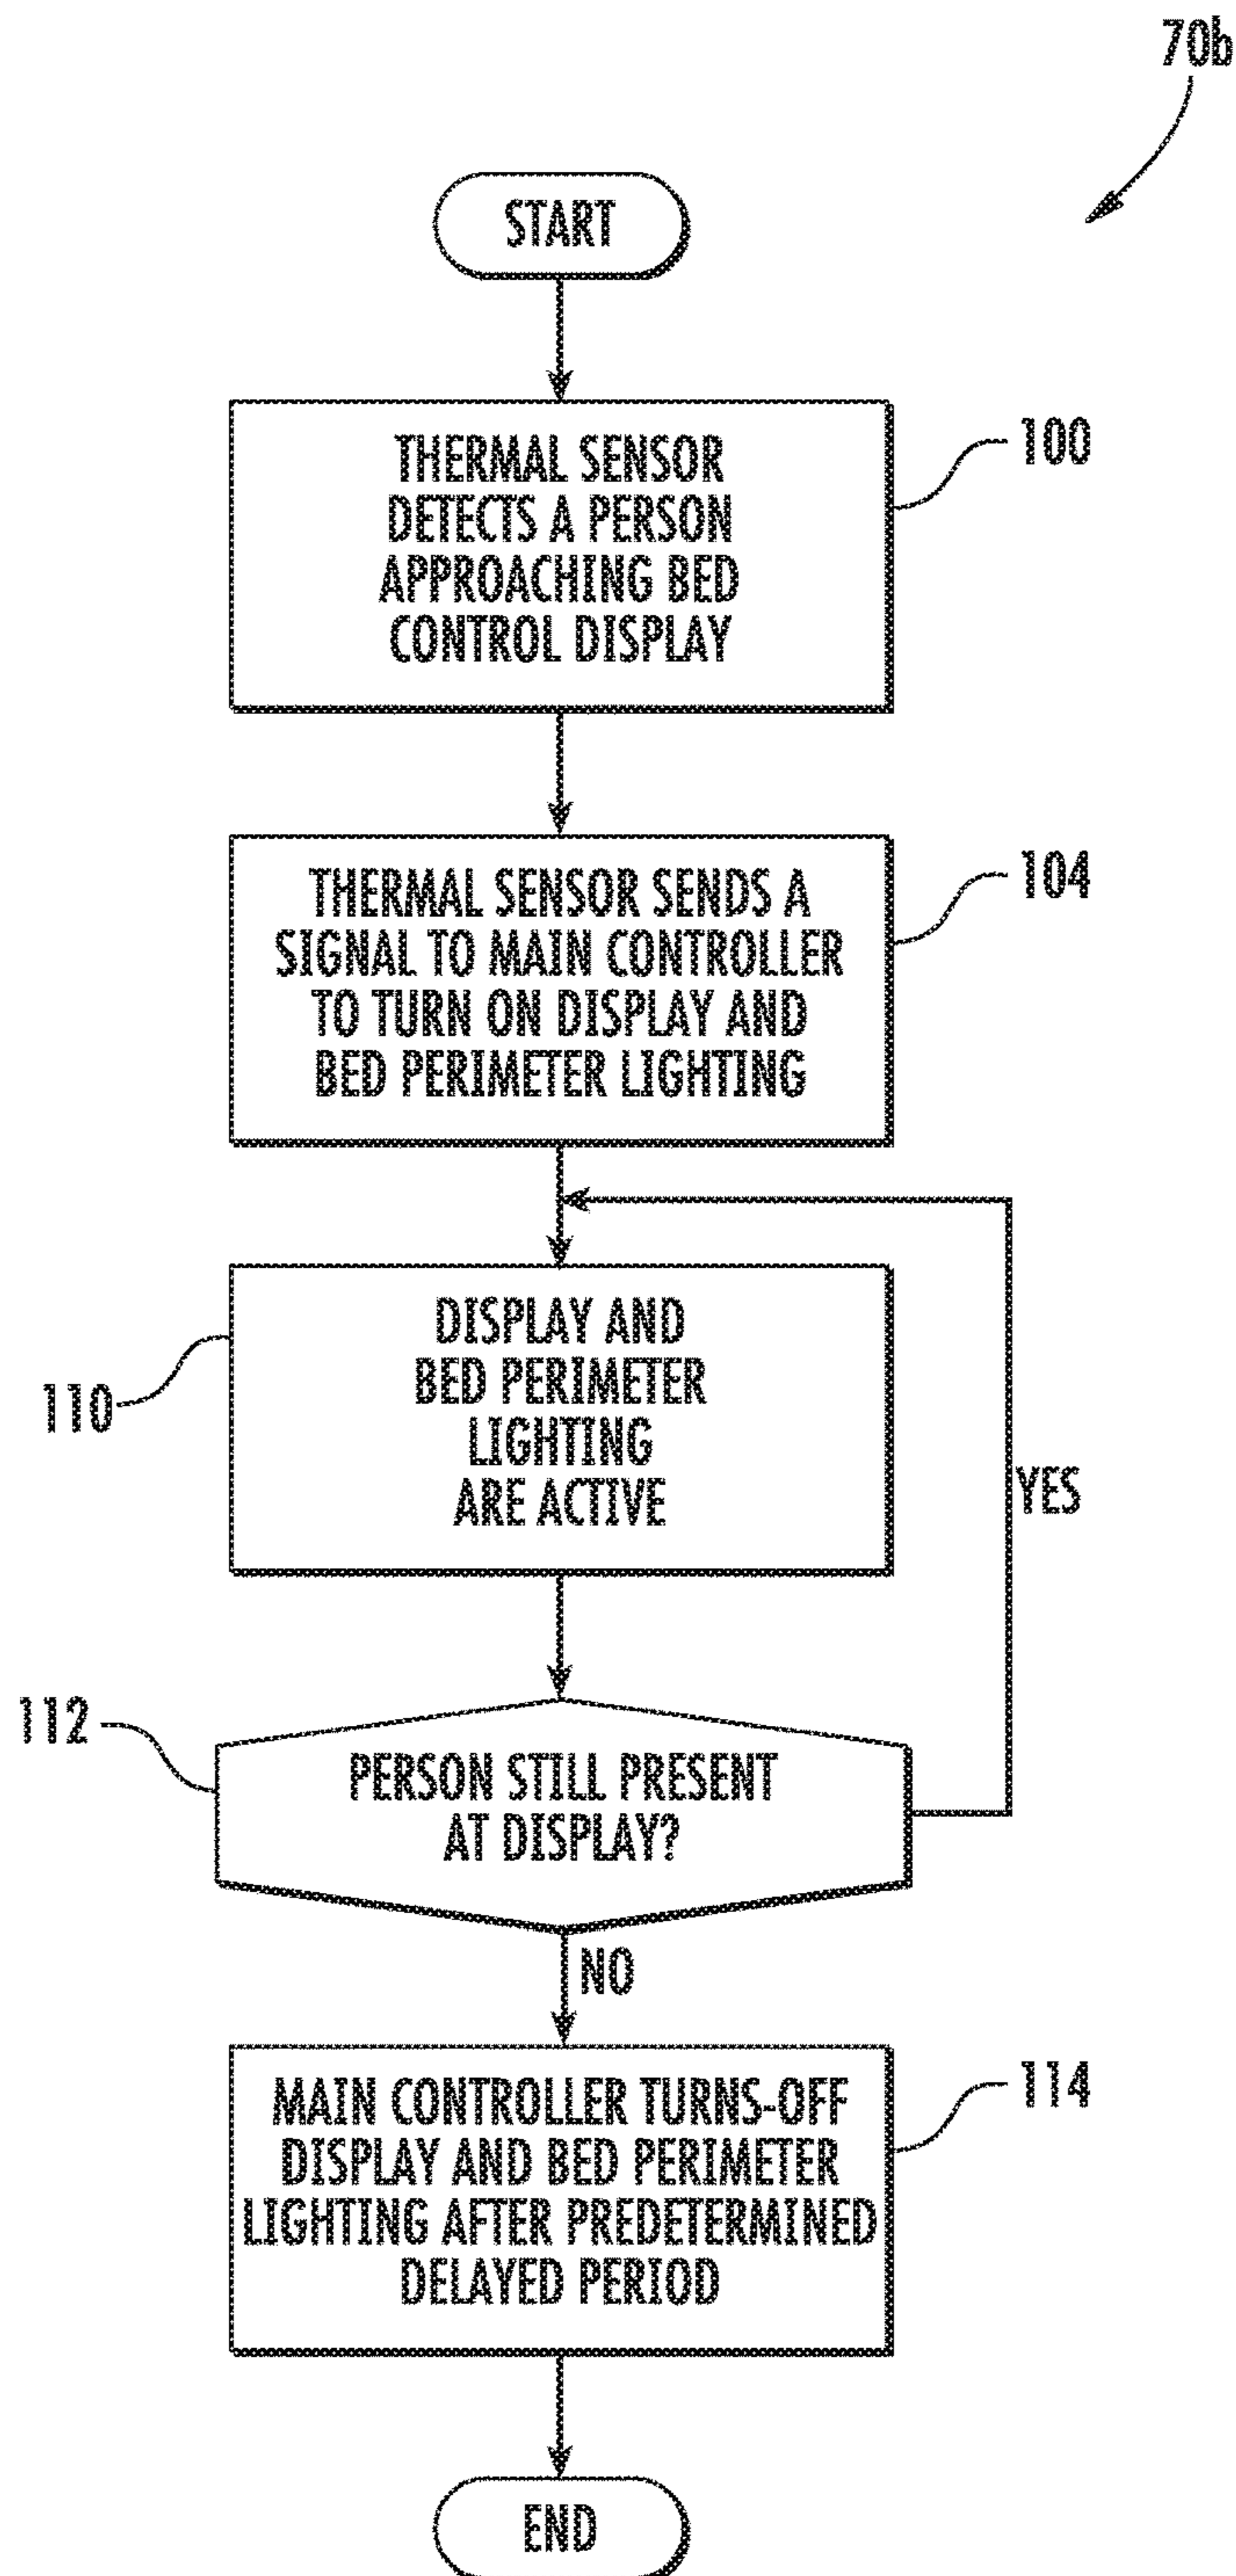 70b
START
THERMAL SENSOR
DETECTS A PERSON
APPROACHING BED
CONTROL DISPLAY
100
THERMAL SENSOR SENDS A
SIGNAL TO MAIN CONTROLLER
TO TURN ON DISPLAY AND
BED PERIMETER LIGHTING
104
DISPLAY AND
BED PERIMETER
LIGHTING
ARE ACTIVE
110
YES
112
PERSON STILL PRESENT
AT DISPLAY?
NO
MAIN CONTROLLER TURNS-OFF
DISPLAY AND BED PERIMETER
LIGHTING AFTER PREDETERMINED
DELAYED PERIOD
114
END